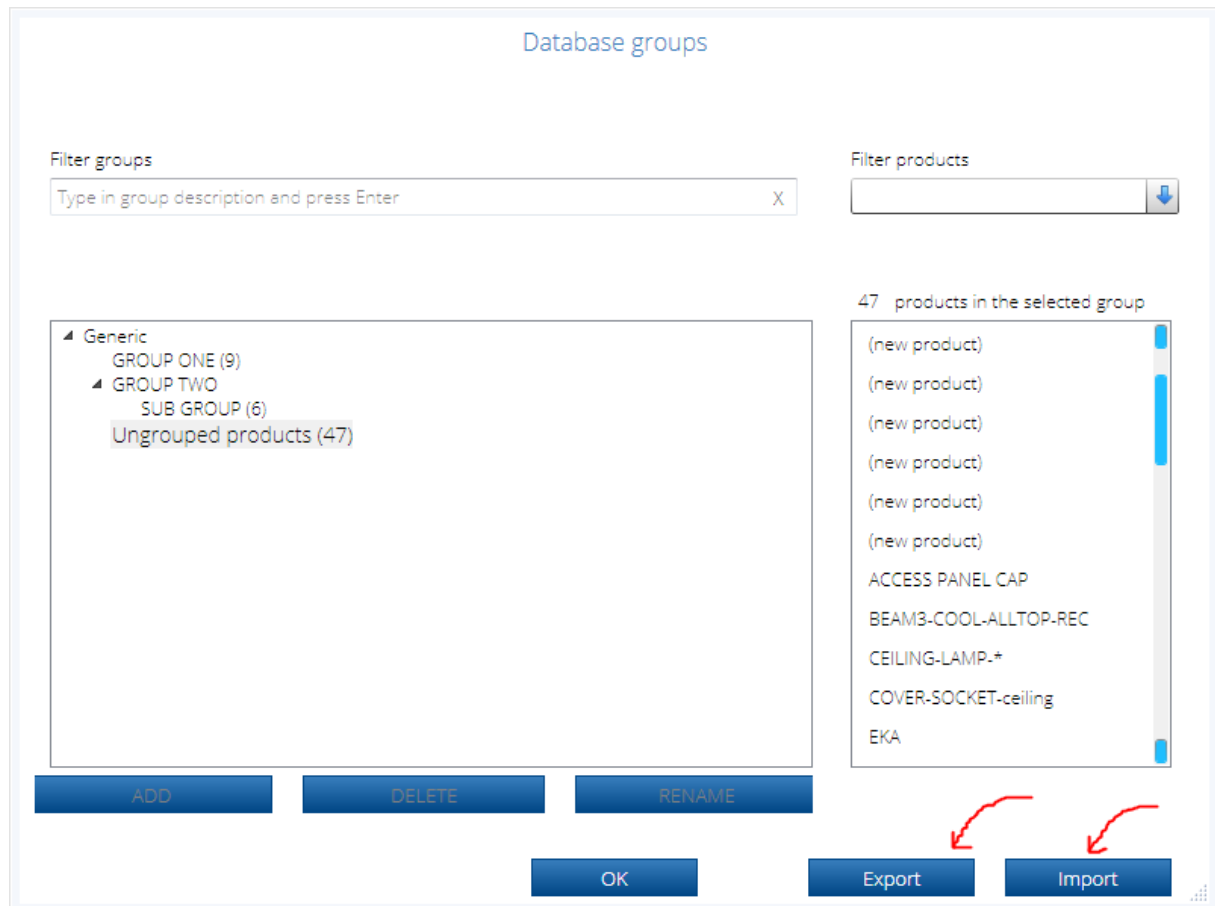 Database groups
Filter groups
Type in group description and press Enter X
Filter products
47 products in the selected group
Generic
GROUP ONE (9)
GROUP TWO
SUB GROUP (6)
Ungrouped products (47)
(new product)
(new product)
(new product)
(new product)
(new product)
(new product)
ACCESS PANEL CAP
BEAM3-COOL-ALLTOP-REC
CEILING-LAMP-*
COVER-SOCKET-ceiling
EKA
ADD DELETE RENAME
OK Export Import